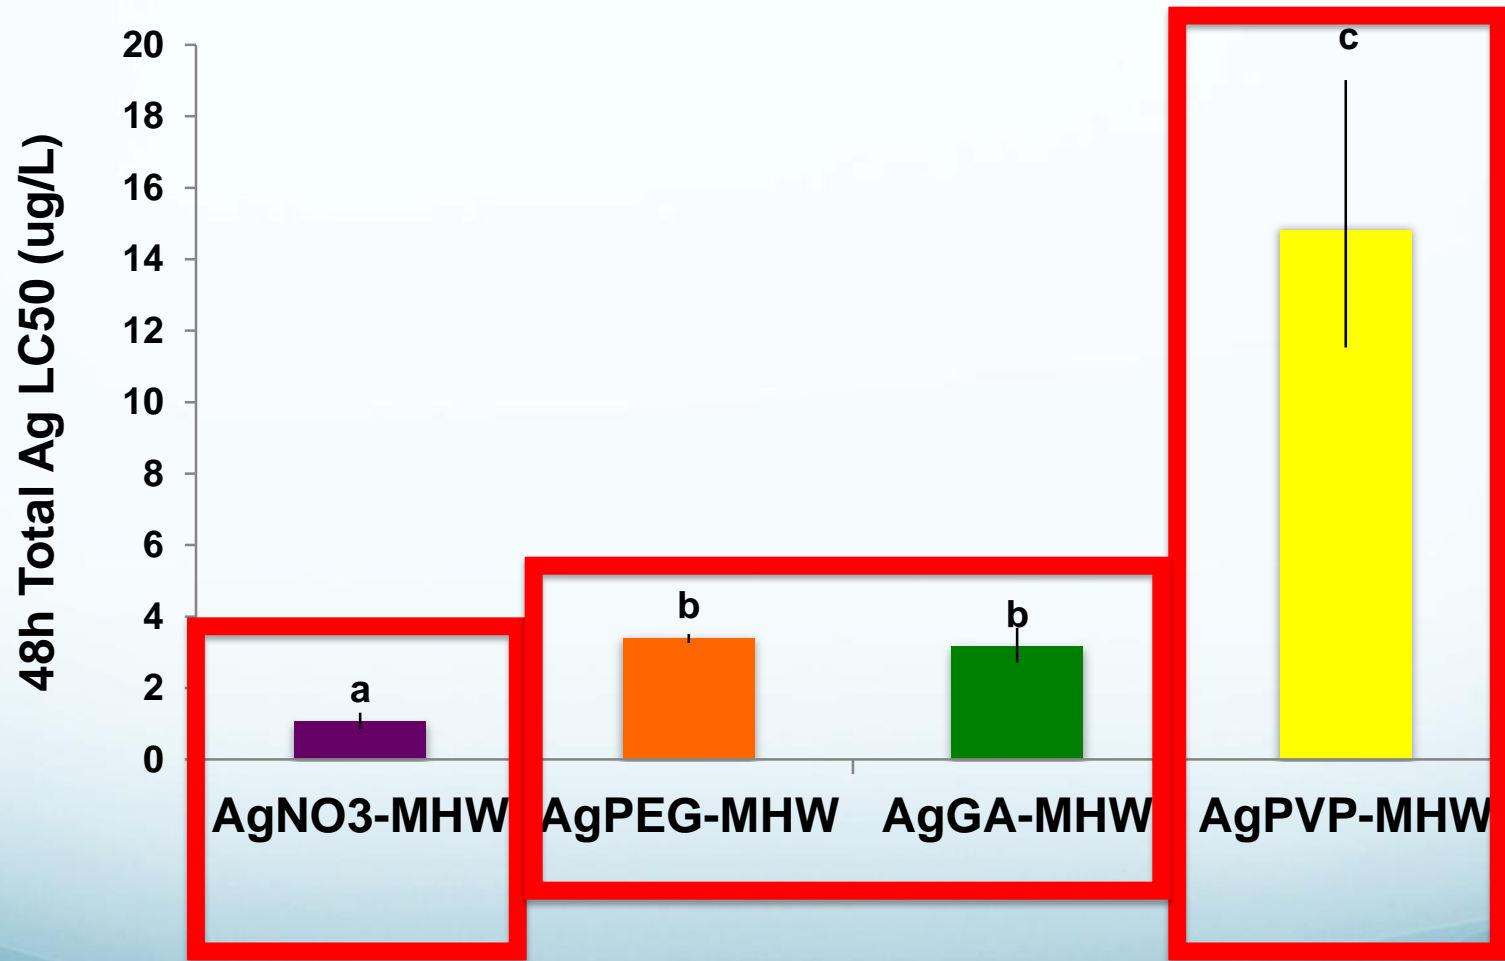 48h Total Ag LC50 (ug/L)
20
18
16
14
12
10
8
6
4
2
0
a
b
b
c
AgNO3-MHW
AgPEG-MHW
AgGA-MHW
AgPVP-MHW